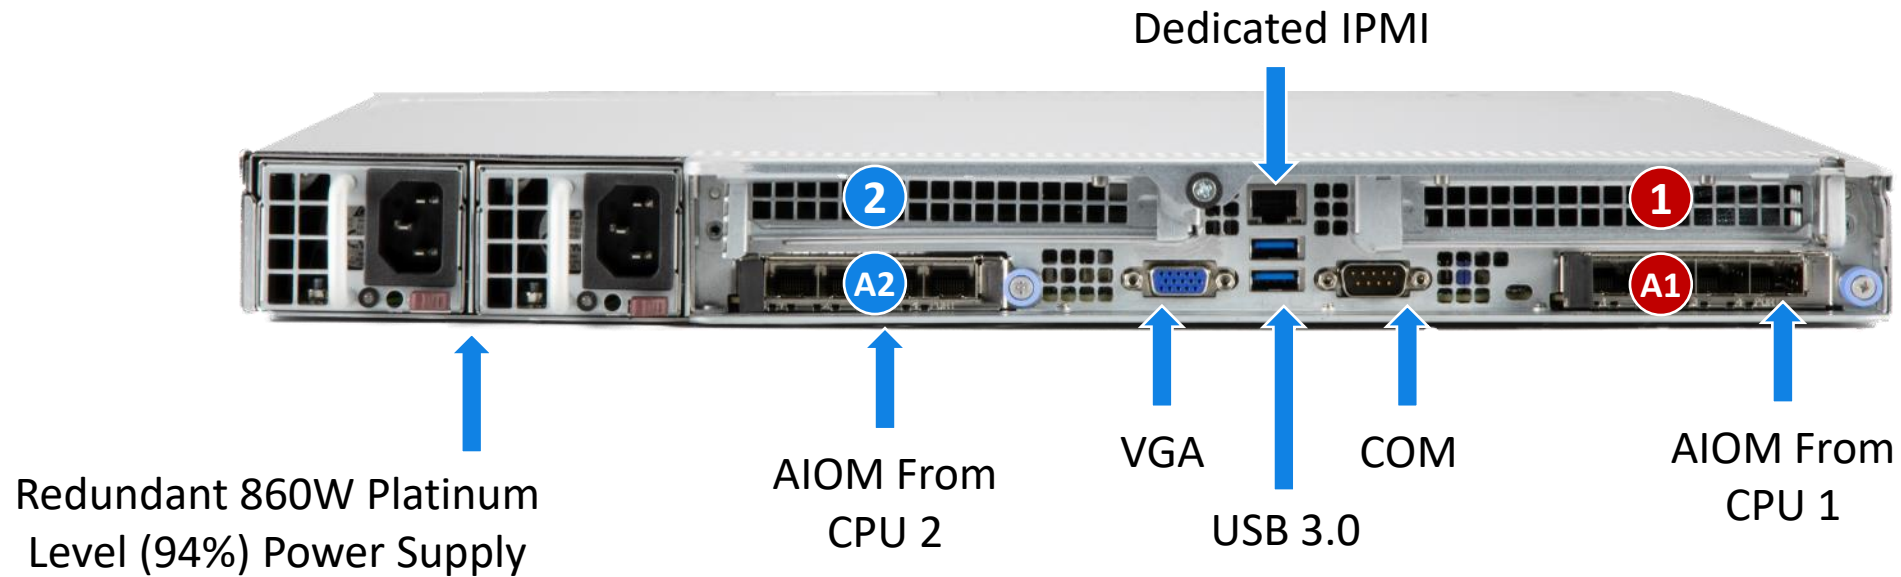 Dedicated IPMI
2
1
A2
A1
VGA
COM
AIOM From
CPU 2
USB 3.0
AIOM From
CPU 1
Redundant 860W Platinum
Level (94%) Power Supply